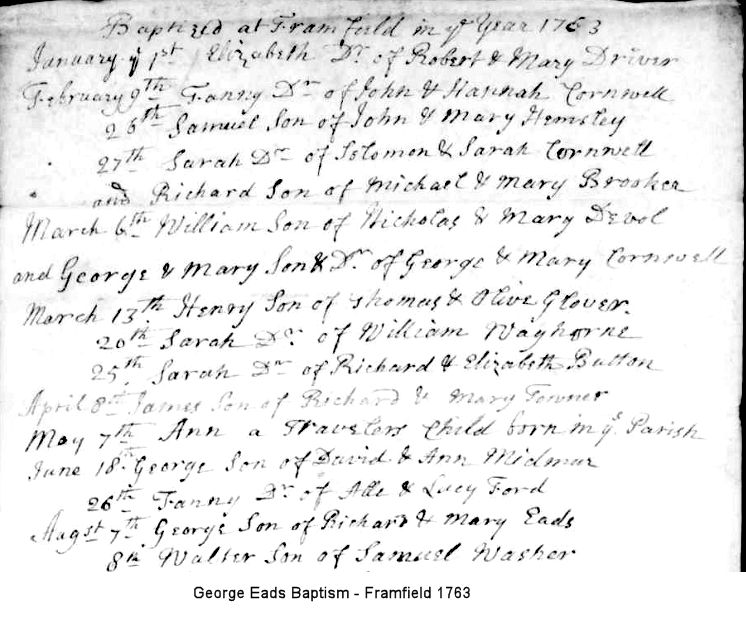 Baptized at Framfield in ye Year 1763
January ye 1st Elizabeth Dr of Robert & Mary Driver
February 9th Fanny Dr of John & Hannah Cornwell
26th Samuel Son of John & Mary Hemsley
27th Sarah Dr of Solomon & Sarah Cornwell
and Richard Son of Michael & Mary Brooker
March 6th William Son of Nicholas & Mary Devol
and George & Mary Son & Dr of George & Mary Cornwell
March 13th Henry Son of Thomas & Olive Glover.
20th Sarah Dr of William Waghorne
25th Sarah Dr of Richard & Elizabeth Button
April 8th James Son of Richard & Mary Towner
May 7th Ann a Travelers Child born in ye Parish
June 18th George Son of David & Ann Midmur
26th Fanny Dr of & Lucy Ford
Augst 7th George Son of Richard & Mary Eads
8th Walter Son of Samuel Washer
George Eads Baptism - Framfield 1763